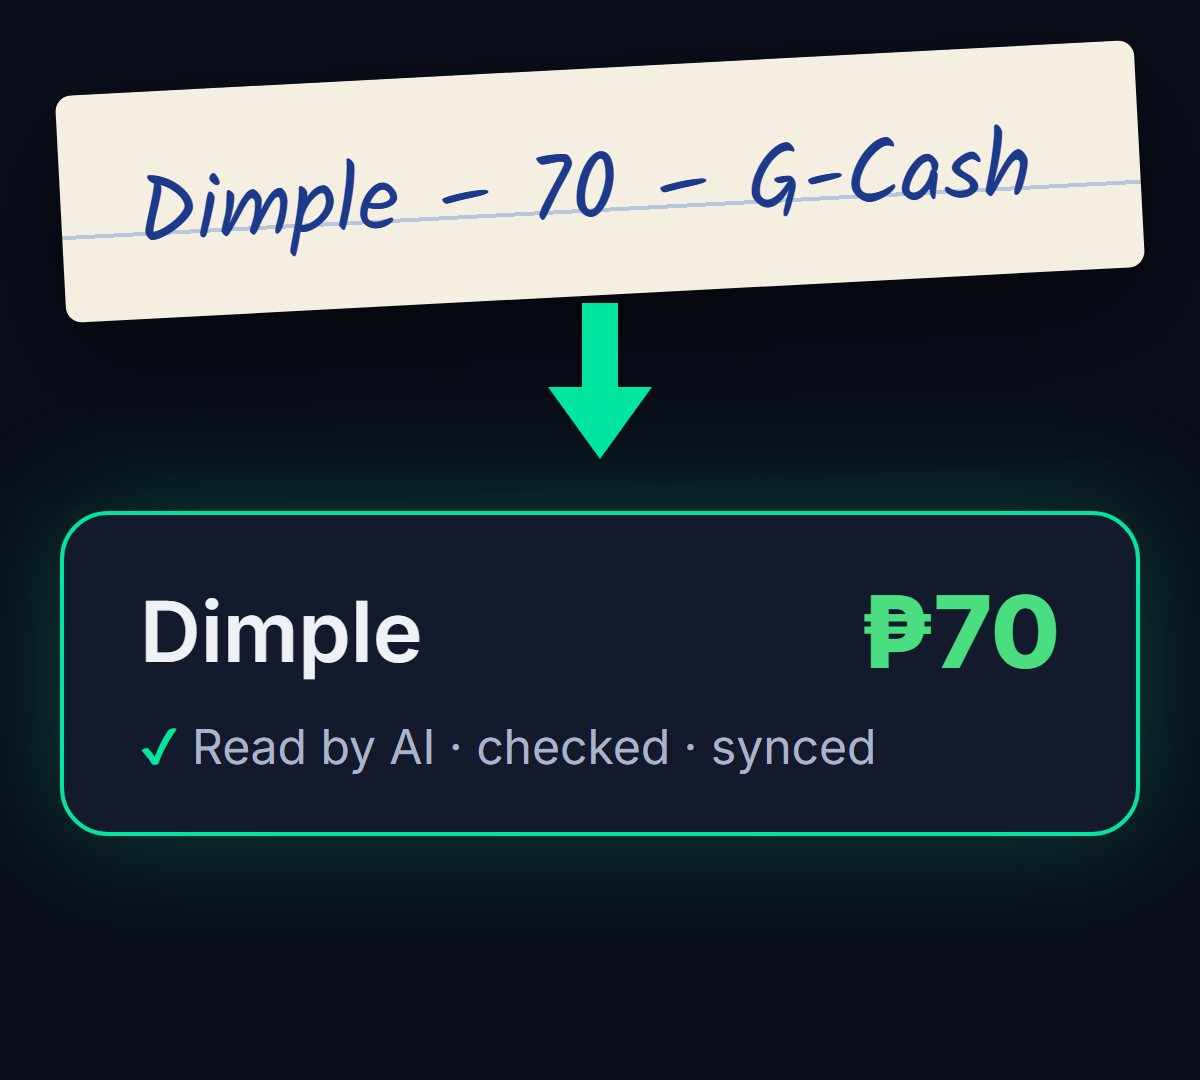 Dimple – 70 – G-Cash
Dimple ₱70
✓ Read by AI · checked · synced